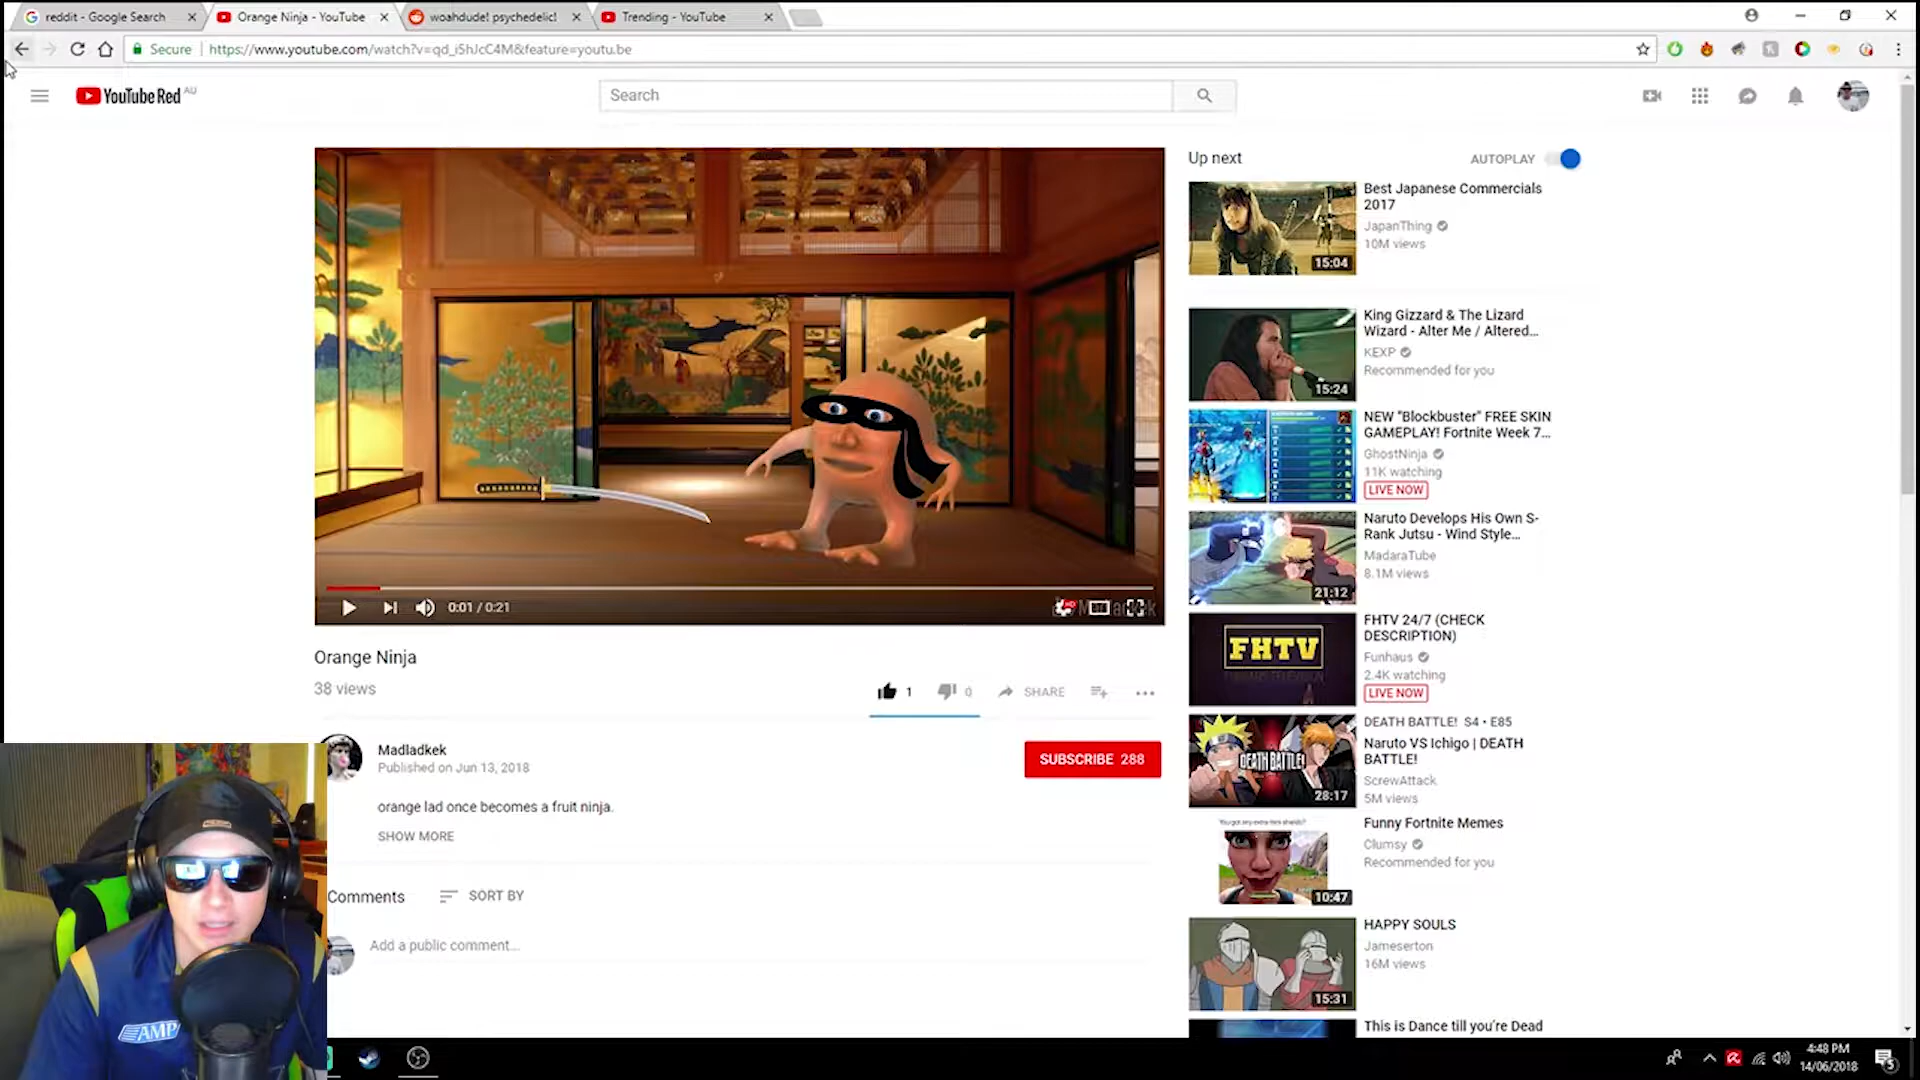 reddit - Google Search
Orange Ninja - YouTube
woahdude! psychedelic!
Trending - YouTube
Secure
https://www.youtube.com/watch?v=qd_i5hJcC4M&feature=youtu.be
YouTube Red AU
Search
Up next
AUTOPLAY
Best Japanese Commercials
2017
JapanThing
10M views
15:04
King Gizzard & The Lizard
Wizard - Alter Me / Altered...
KEXP
Recommended for you
15:24
NEW "Blockbuster" FREE SKIN
GAMEPLAY! Fortnite Week 7...
GhostNinja
11K watching
LIVE NOW
Naruto Develops His Own S-
Rank Jutsu - Wind Style...
MadaraTube
8.1M views
21:12
FHTV 24/7 (CHECK
DESCRIPTION)
Funhaus
2.4K watching
LIVE NOW
FHTV
DEATH BATTLE! S4 • E85
Naruto VS Ichigo | DEATH
BATTLE!
ScrewAttack
5M views
DEATH BATTLE!
28:17
Funny Fortnite Memes
Clumsy
Recommended for you
10:47
HAPPY SOULS
Jameserton
16M views
15:31
This is Dance till you're Dead
0:01 / 0:21
Orange Ninja
38 views
1
0
SHARE
Madladkek
Published on Jun 13, 2018
SUBSCRIBE 288
orange lad once becomes a fruit ninja.
SHOW MORE
Comments
SORT BY
Add a public comment...
AMP
4:48 PM
14/06/2018
5